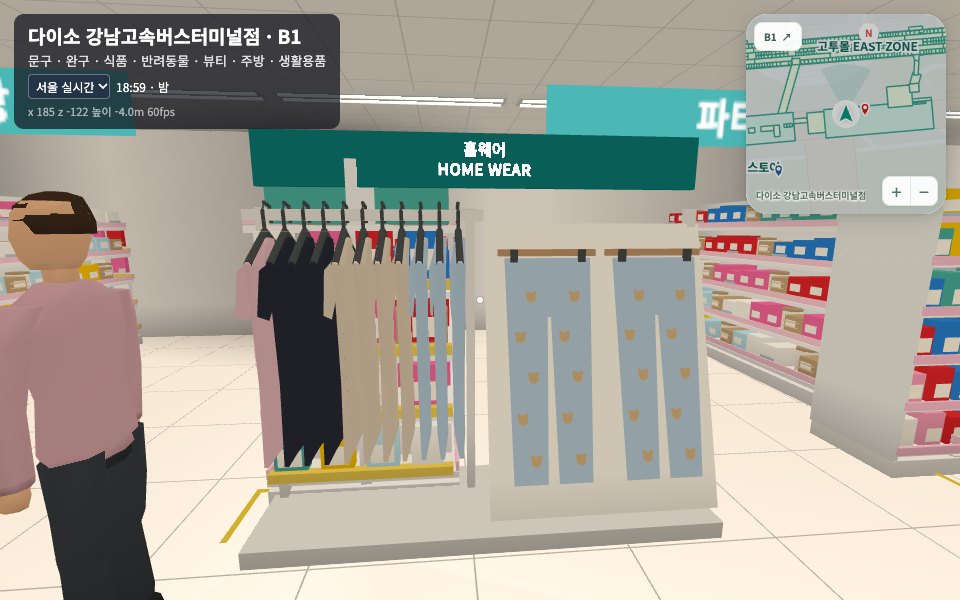 다이소 강남고속버스터미널점 · B1
문구 · 완구 · 식품 · 반려동물 · 뷰티 · 주방 · 생활용품
서울 실시간 18:59 · 밤
x 185 z -122 높이 -4.0m 60fps
B1 ↗
N
고투몰 EAST ZONE
스토어
다이소 강남고속버스터미널점
+ −
홈웨어
HOME WEAR